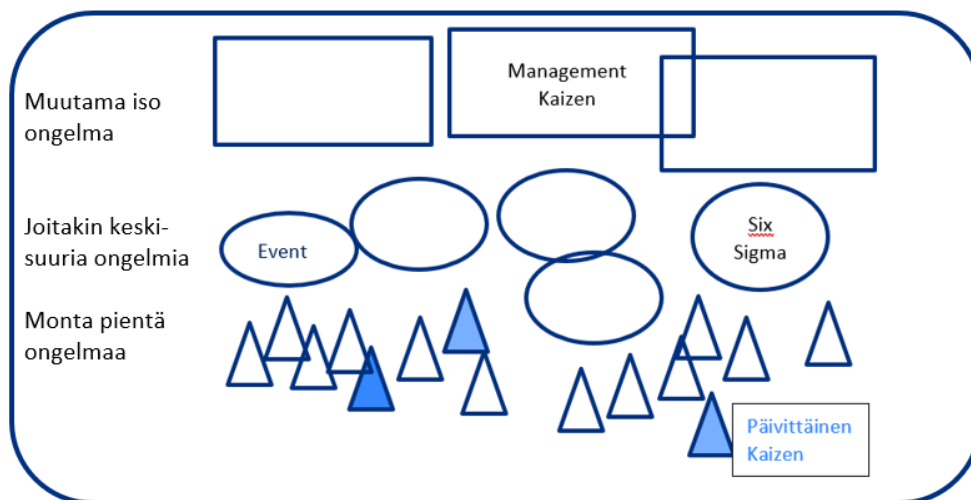 Muutama iso
ongelma
Management
Kaizen
Joitakin keski-
suuria ongelmia
Event
Six
Sigma
Monta pientä
ongelmaa
Päivittäinen
Kaizen